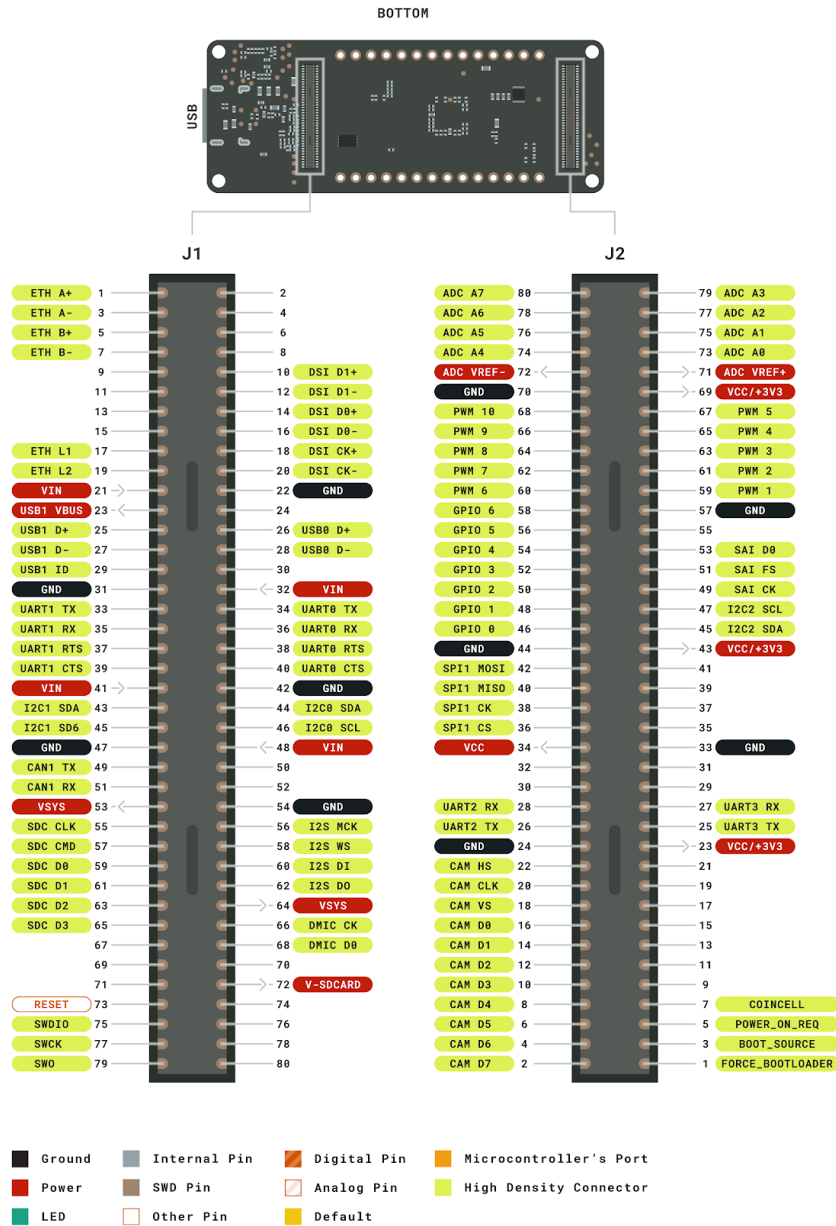 BOTTOM
USB
J1 J2
ETH A+ 1 2 ADC A7 80 79 ADC A3
ETH A- 3 4 ADC A6 78 77 ADC A2
ETH B+ 5 6 ADC A5 76 75 ADC A1
ETH B- 7 8 ADC A4 74 73 ADC A0
9 10 DSI D1+ ADC VREF- 72 71 ADC VREF+
11 12 DSI D1- GND 70 69 VCC/+3V3
13 14 DSI D0+ PWM 10 68 67 PWM 5
15 16 DSI D0- PWM 9 66 65 PWM 4
ETH L1 17 18 DSI CK+ PWM 8 64 63 PWM 3
ETH L2 19 20 DSI CK- PWM 7 62 61 PWM 2
VIN 21 22 GND PWM 6 60 59 PWM 1
USB1 VBUS 23 24 GPIO 6 58 57 GND
USB1 D+ 25 26 USB0 D+ GPIO 5 56 55
USB1 D- 27 28 USB0 D- GPIO 4 54 53 SAI D0
USB1 ID 29 30 GPIO 3 52 51 SAI FS
GND 31 32 VIN GPIO 2 50 49 SAI CK
UART1 TX 33 34 UART0 TX GPIO 1 48 47 I2C2 SCL
UART1 RX 35 36 UART0 RX GPIO 0 46 45 I2C2 SDA
UART1 RTS 37 38 UART0 RTS GND 44 43 VCC/+3V3
UART1 CTS 39 40 UART0 CTS SPI1 MOSI 42 41
VIN 41 42 GND SPI1 MISO 40 39
I2C1 SDA 43 44 I2C0 SDA SPI1 CK 38 37
I2C1 SD6 45 46 I2C0 SCL SPI1 CS 36 35
GND 47 48 VIN VCC 34 33 GND
CAN1 TX 49 50 32 31
CAN1 RX 51 52 30 29
VSYS 53 54 GND UART2 RX 28 27 UART3 RX
SDC CLK 55 56 I2S MCK UART2 TX 26 25 UART3 TX
SDC CMD 57 58 I2S WS GND 24 23 VCC/+3V3
SDC D0 59 60 I2S DI CAM HS 22 21
SDC D1 61 62 I2S DO CAM CLK 20 19
SDC D2 63 64 VSYS CAM VS 18 17
SDC D3 65 66 DMIC CK CAM D0 16 15
67 68 DMIC D0 CAM D1 14 13
69 70 CAM D2 12 11
71 72 V-SDCARD CAM D3 10 9
RESET 73 74 CAM D4 8 7 COINCELL
SWDIO 75 76 CAM D5 6 5 POWER_ON_REQ
SWCK 77 78 CAM D6 4 3 BOOT_SOURCE
SWO 79 80 CAM D7 2 1 FORCE_BOOTLOADER
Ground Internal Pin Digital Pin Microcontroller's Port
Power SWD Pin Analog Pin High Density Connector
LED Other Pin Default